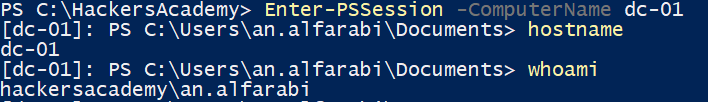 PS C:\HackersAcademy> Enter-PSSession -ComputerName dc-01
[dc-01]: PS C:\Users\an.alfarabi\Documents> hostname
dc-01
[dc-01]: PS C:\Users\an.alfarabi\Documents> whoami
hackersacademy\an.alfarabi